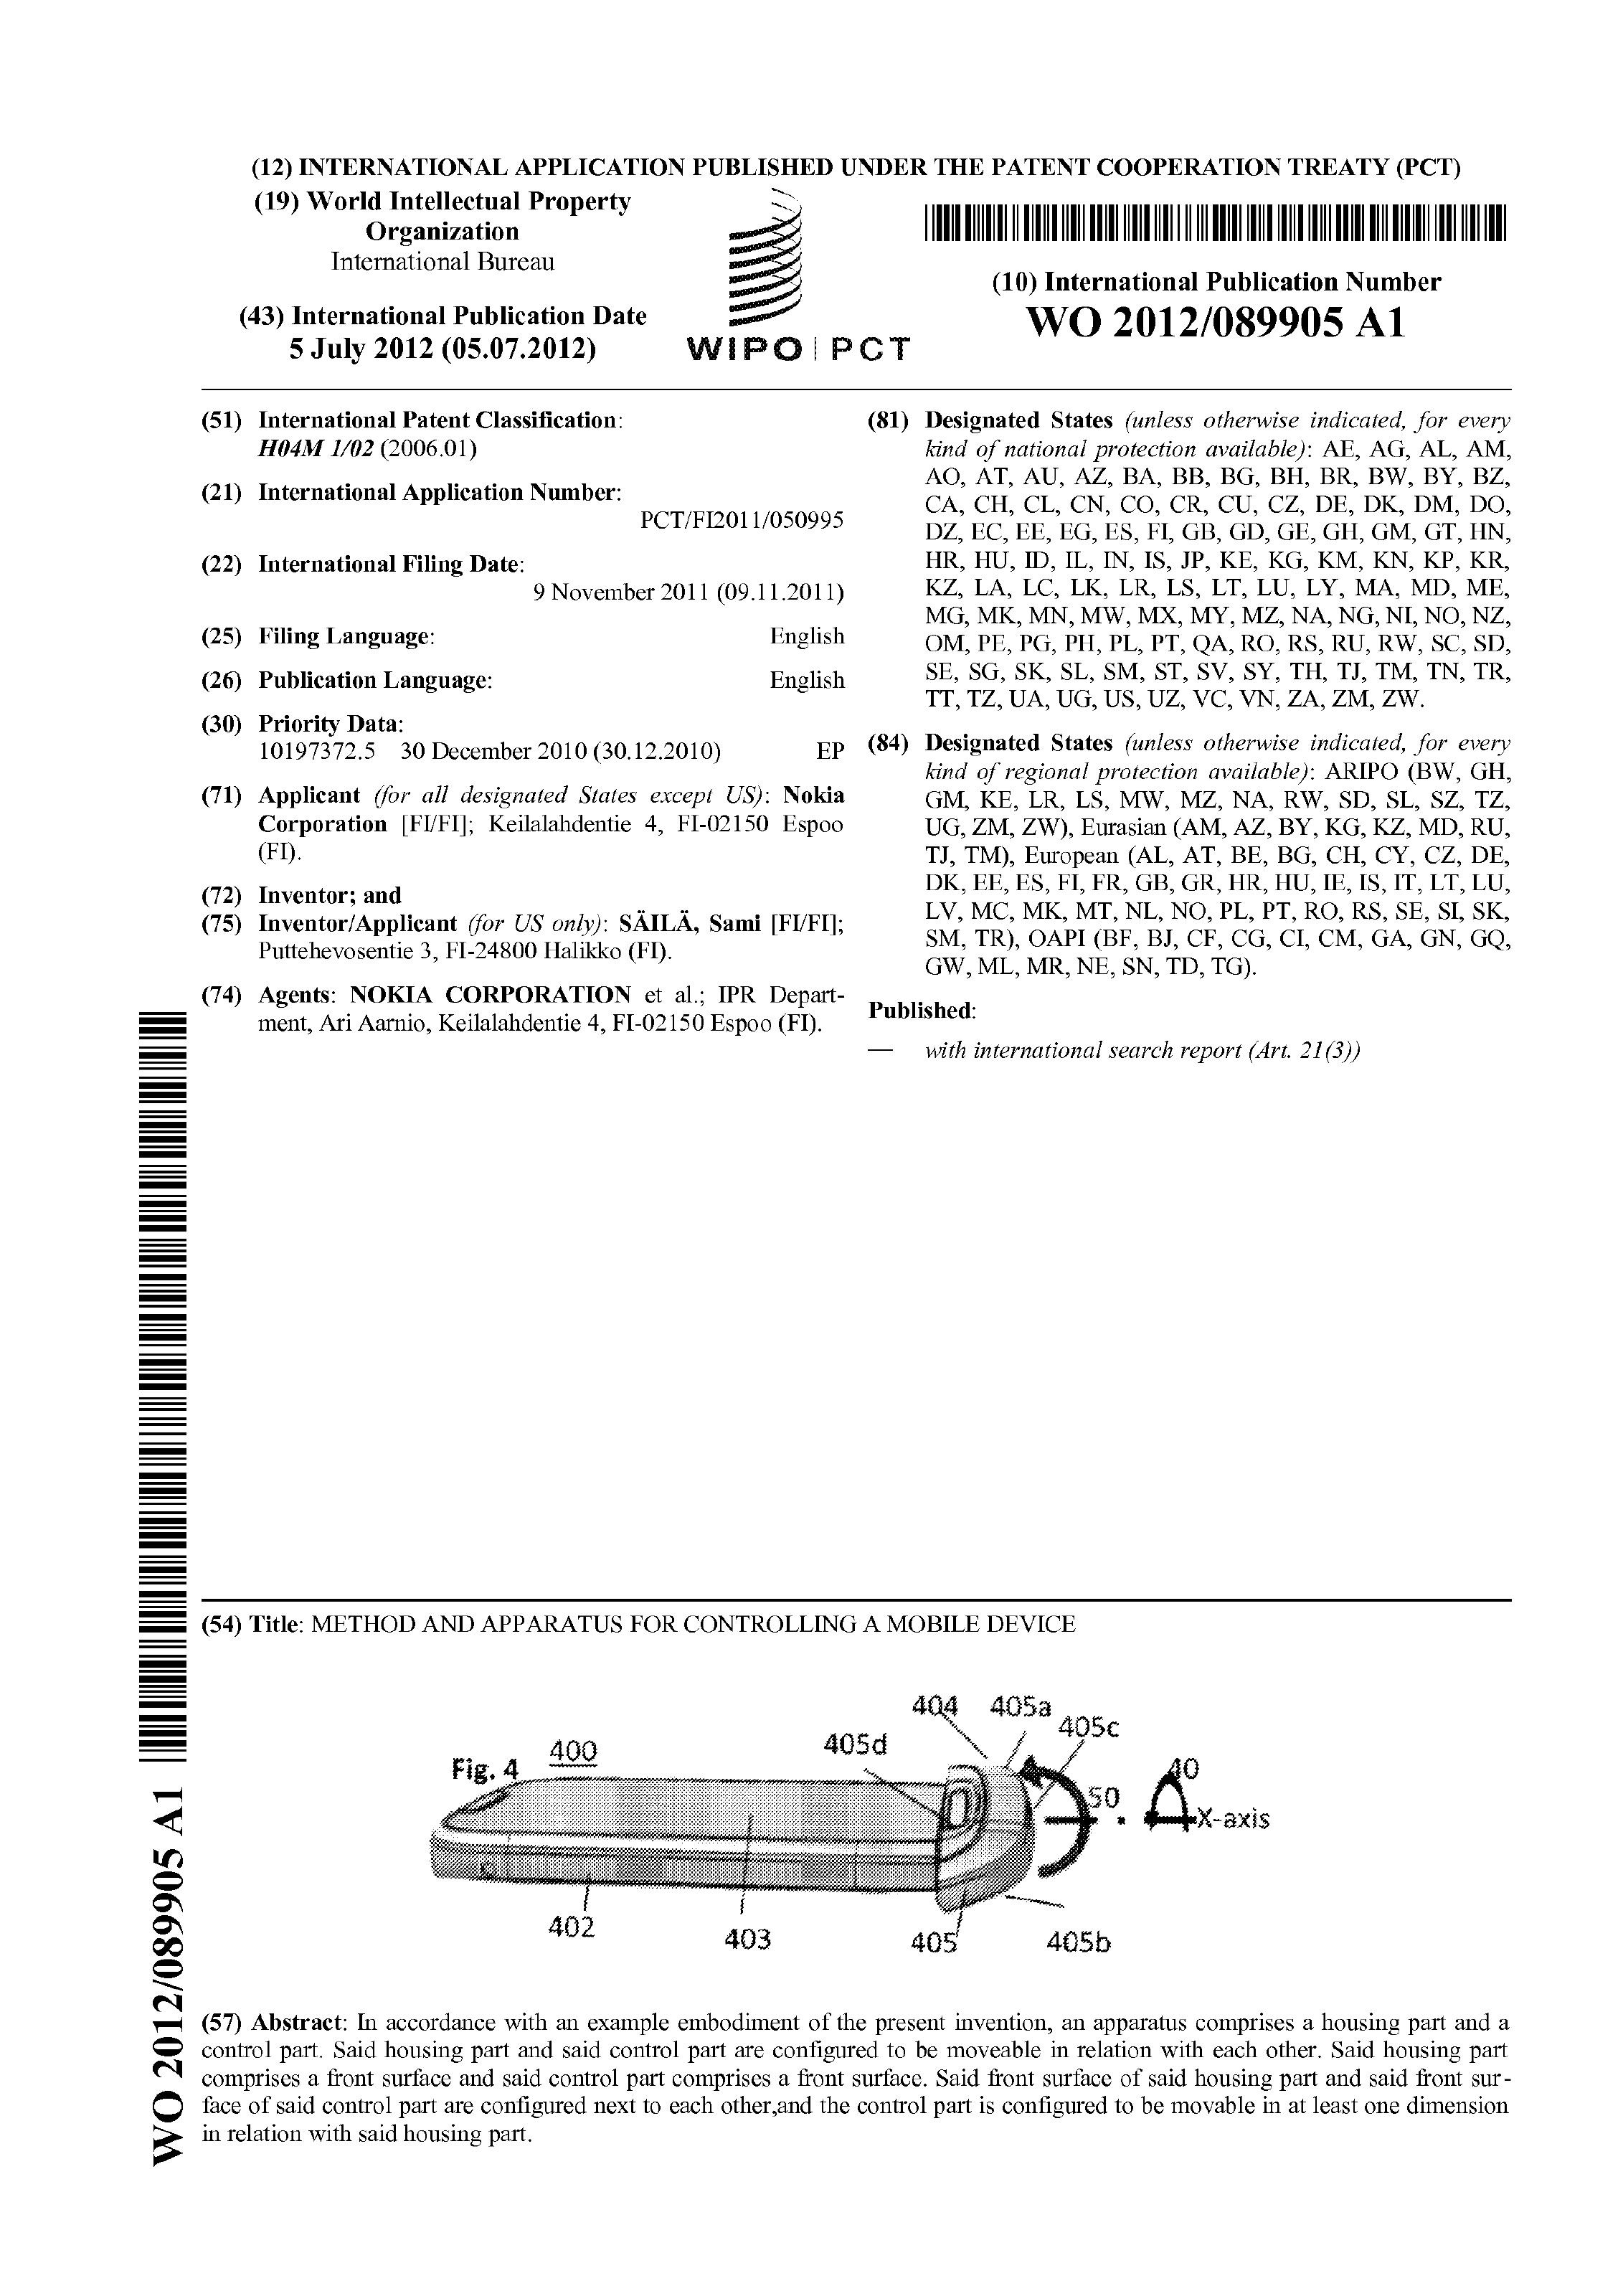 (12) INTERNATIONAL APPLICATION PUBLISHED UNDER THE PATENT COOPERATION TREATY (PCT)
(19) World Intellectual Property
Organization
International Bureau
(43) International Publication Date
5 July 2012 (05.07.2012)
WIPO | PCT
(10) International Publication Number
WO 2012/089905 A1
(51) International Patent Classification:
H04M 1/02 (2006.01)
(21) International Application Number:
PCT/FI2011/050995
(22) International Filing Date:
9 November 2011 (09.11.2011)
(25) Filing Language: English
(26) Publication Language: English
(30) Priority Data:
10197372.5 30 December 2010 (30.12.2010) EP
(71) Applicant (for all designated States except US): Nokia
Corporation [FI/FI]; Keilalahdentie 4, FI-02150 Espoo
(FI).
(72) Inventor; and
(75) Inventor/Applicant (for US only): SÄILÄ, Sami [FI/FI];
Puttehevosentie 3, FI-24800 Halikko (FI).
(74) Agents: NOKIA CORPORATION et al.; IPR Depart-
ment, Ari Aarnio, Keilalahdentie 4, FI-02150 Espoo (FI).
(81) Designated States (unless otherwise indicated, for every
kind of national protection available): AE, AG, AL, AM,
AO, AT, AU, AZ, BA, BB, BG, BH, BR, BW, BY, BZ,
CA, CH, CL, CN, CO, CR, CU, CZ, DE, DK, DM, DO,
DZ, EC, EE, EG, ES, FI, GB, GD, GE, GH, GM, GT, HN,
HR, HU, ID, IL, IN, IS, JP, KE, KG, KM, KN, KP, KR,
KZ, LA, LC, LK, LR, LS, LT, LU, LY, MA, MD, ME,
MG, MK, MN, MW, MX, MY, MZ, NA, NG, NI, NO, NZ,
OM, PE, PG, PH, PL, PT, QA, RO, RS, RU, RW, SC, SD,
SE, SG, SK, SL, SM, ST, SV, SY, TH, TJ, TM, TN, TR,
TT, TZ, UA, UG, US, UZ, VC, VN, ZA, ZM, ZW.
(84) Designated States (unless otherwise indicated, for every
kind of regional protection available): ARIPO (BW, GH,
GM, KE, LR, LS, MW, MZ, NA, RW, SD, SL, SZ, TZ,
UG, ZM, ZW), Eurasian (AM, AZ, BY, KG, KZ, MD, RU,
TJ, TM), European (AL, AT, BE, BG, CH, CY, CZ, DE,
DK, EE, ES, FI, FR, GB, GR, HR, HU, IE, IS, IT, LT, LU,
LV, MC, MK, MT, NL, NO, PL, PT, RO, RS, SE, SI, SK,
SM, TR), OAPI (BF, BJ, CF, CG, CI, CM, GA, GN, GQ,
GW, ML, MR, NE, SN, TD, TG).
Published:
— with international search report (Art. 21(3))
WO 2012/089905 A1
(54) Title: METHOD AND APPARATUS FOR CONTROLLING A MOBILE DEVICE
404 405a
405c
405d
400
Fig. 4
40
50
X-axis
402
403
405
405b
(57) Abstract: In accordance with an example embodiment of the present invention, an apparatus comprises a housing part and a
control part. Said housing part and said control part are configured to be moveable in relation with each other. Said housing part
comprises a front surface and said control part comprises a front surface. Said front surface of said housing part and said front sur-
face of said control part are configured next to each other,and the control part is configured to be movable in at least one dimension
in relation with said housing part.